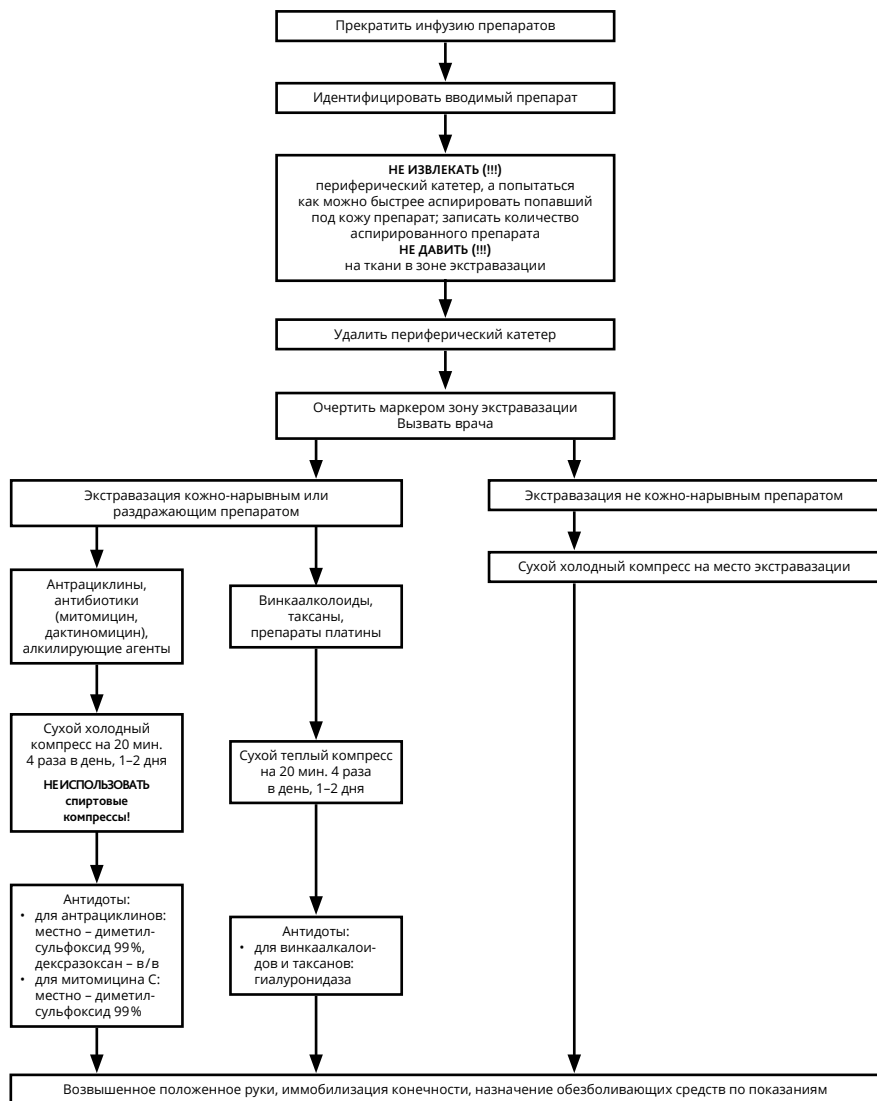 Прекратить инфузию препаратов
Идентифицировать вводимый препарат
НЕ ИЗВЛЕКАТЬ (!!!)
периферический катетер, а попытаться
как можно быстрее аспирировать попавший
под кожу препарат; записать количество
аспирированного препарата
НЕ ДАВИТЬ (!!!)
на ткани в зоне экстравазации
Удалить периферический катетер
Очертить маркером зону экстравазации
Вызвать врача
Экстравазация кожно-нарывным или
раздражающим препаратом
Экстравазация не кожно-нарывным препаратом
Сухой холодный компресс на место экстравазации
Антрациклины,
антибиотики
(митомицин,
дактиномицин),
алкилирующие агенты
Винкаалколоиды,
таксаны,
препараты платины
Сухой холодный
компресс на 20 мин.
4 раза в день, 1–2 дня
НЕ ИСПОЛЬЗОВАТЬ
спиртовые
компрессы!
Сухой теплый компресс
на 20 мин. 4 раза
в день, 1–2 дня
Антидоты:
• для антрациклинов:
местно – диметил-
сульфоксид 99%,
дексразоксан – в/в
• для митомицина С:
местно – диметил-
сульфоксид 99%
Антидоты:
• для винкаалкалои-
дов и таксанов:
гиалуронидаза
Возвышенное положенное руки, иммобилизация конечности, назначение обезболивающих средств по показаниям